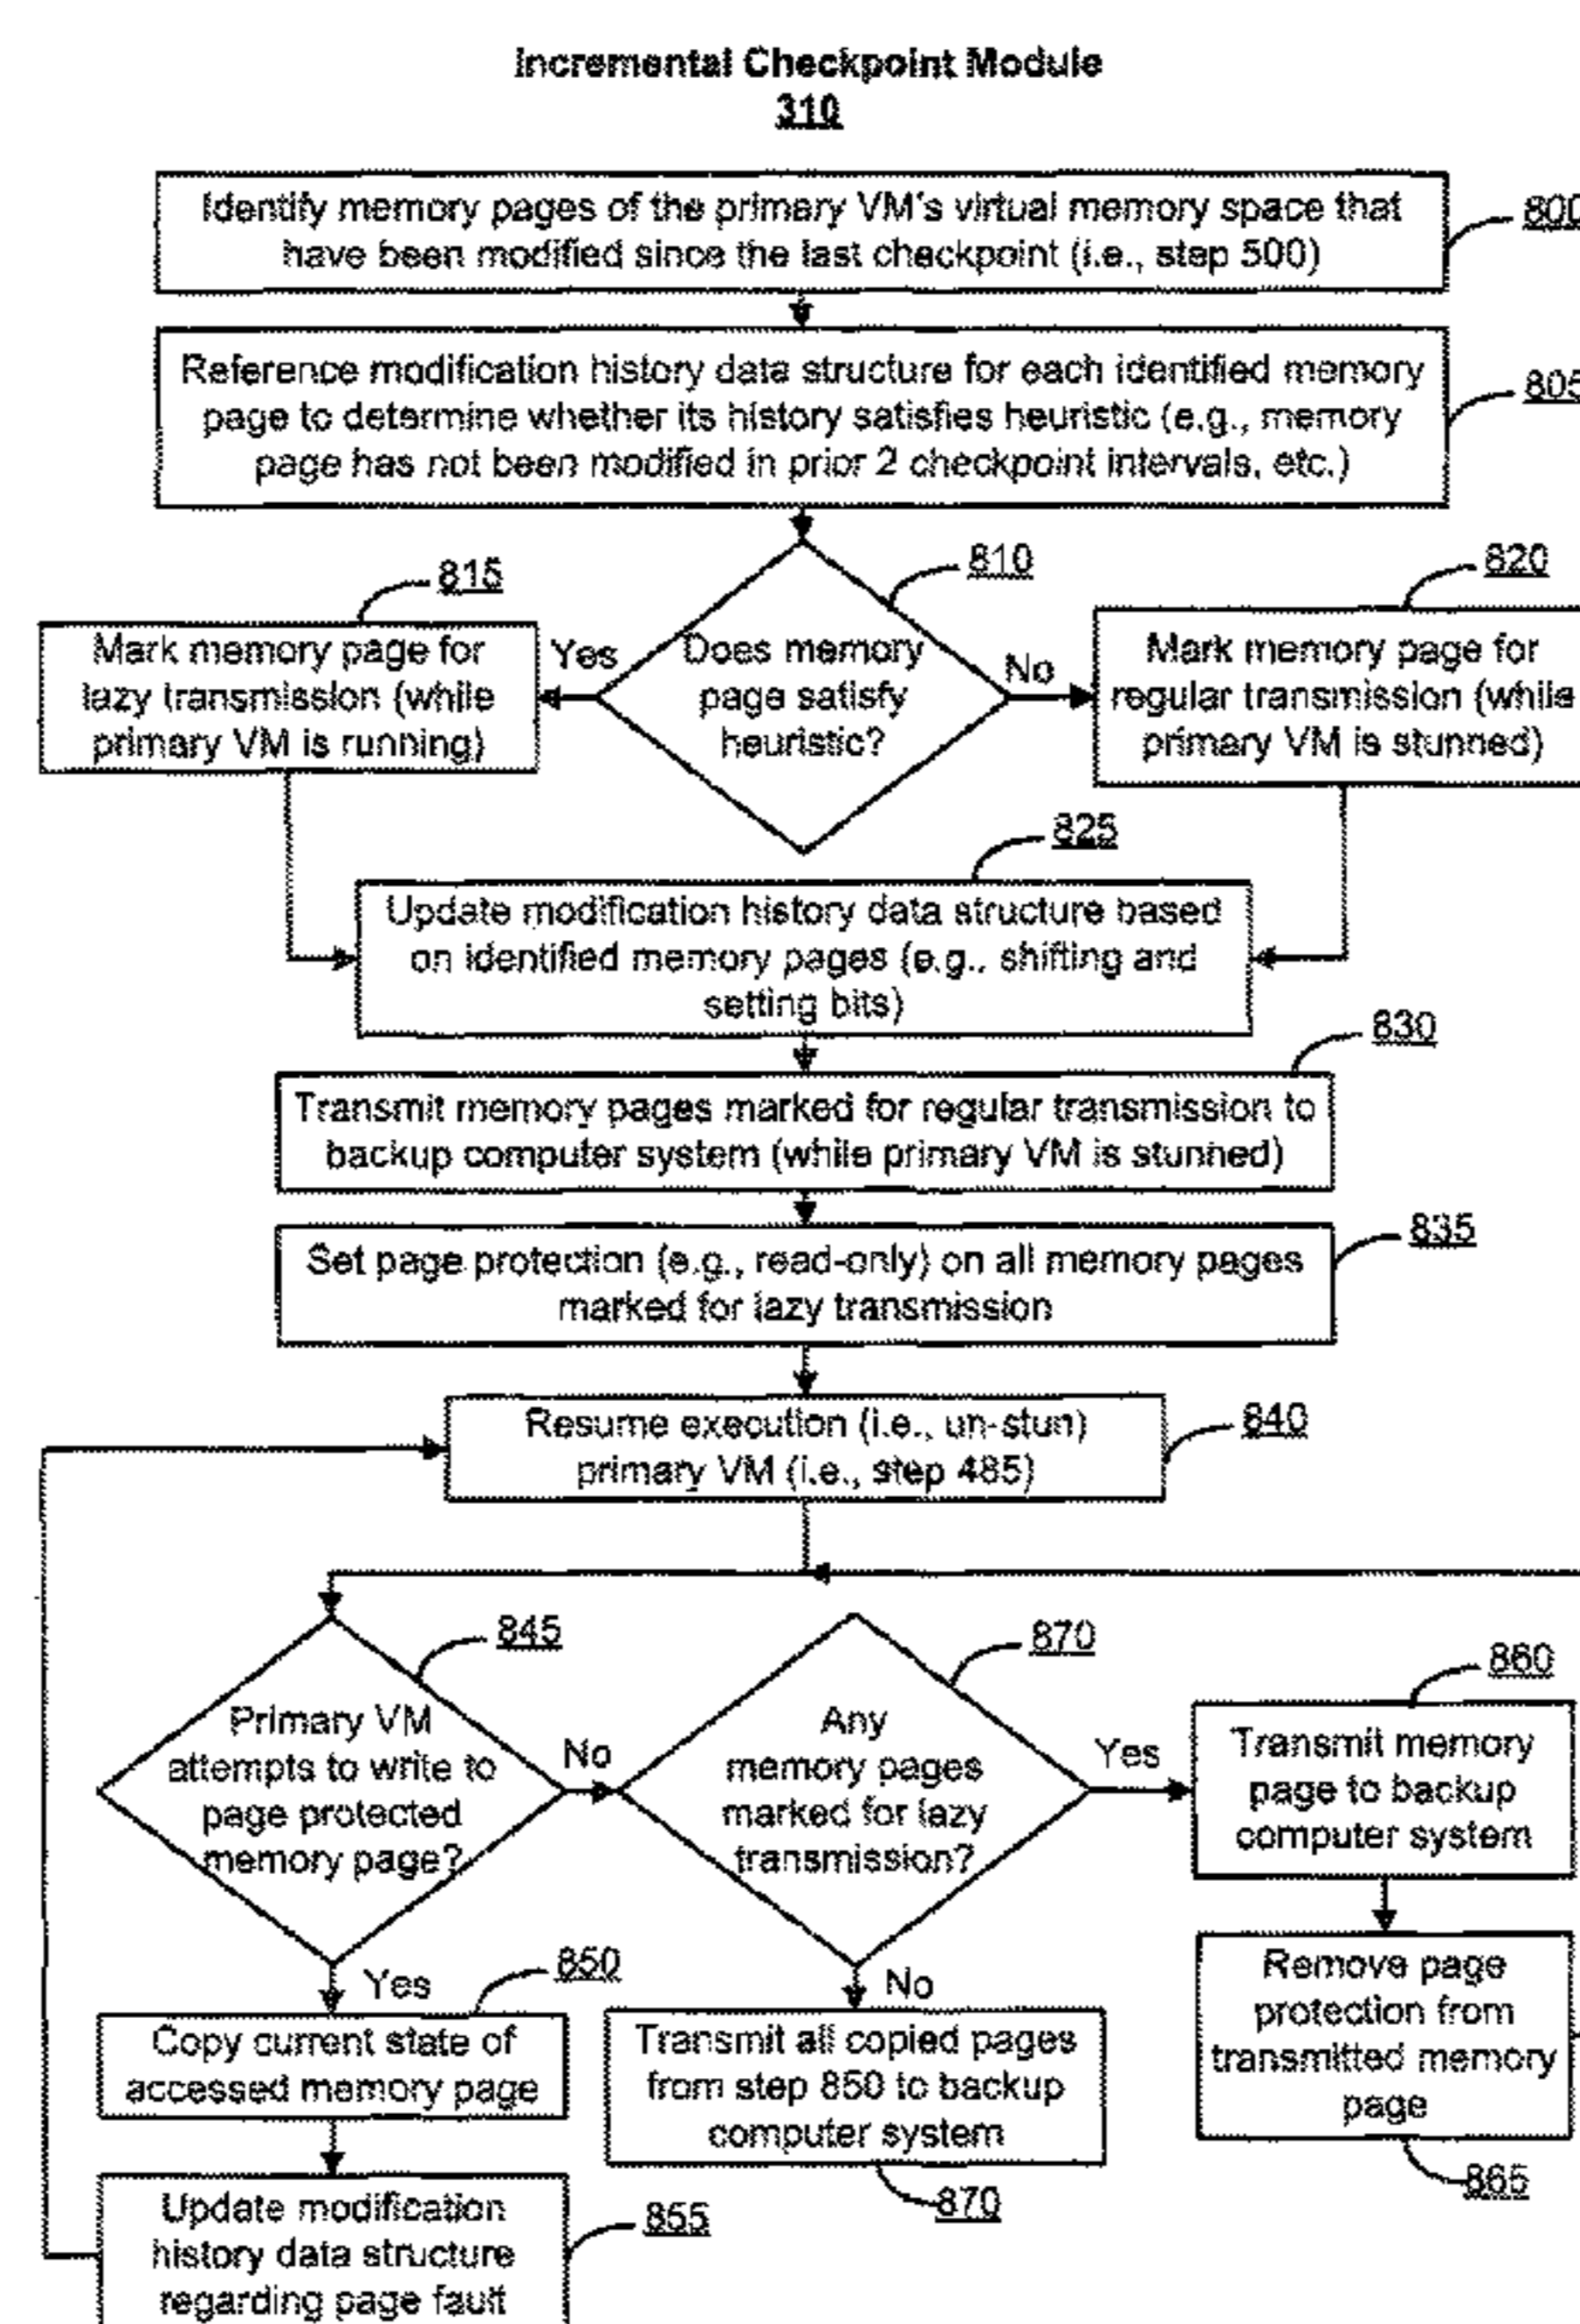 Incremental Checkpoint Module
310
Identify memory pages of the primary VM's virtual memory space that
have been modified since the last checkpoint (i.e., step 500)
800
Reference modification history data structure for each identified memory
page to determine whether its history satisfies heuristic (e.g., memory
page has not been modified in prior 2 checkpoint intervals, etc.)
805
810
815
820
Mark memory page for
lazy transmission (while
primary VM is running)
Yes
Does memory
page satisfy
heuristic?
No
Mark memory page for
regular transmission (while
primary VM is stunned)
825
Update modification history data structure based
on identified memory pages (e.g., shifting and
setting bits)
830
Transmit memory pages marked for regular transmission to
backup computer system (while primary VM is stunned)
835
Set page protection (e.g., read-only) on all memory pages
marked for lazy transmission
Resume execution (i.e., un-stun)
primary VM (i.e., step 485)
840
845
870
860
Primary VM
attempts to write to
page protected
memory page?
No
Any
memory pages
marked for lazy
transmission?
Yes
Transmit memory
page to backup
computer system
Yes
850
No
Copy current state of
accessed memory page
Transmit all copied pages
from step 850 to backup
computer system
870
Remove page
protection from
transmitted memory
page
865
Update modification
history data structure
regarding page fault
855